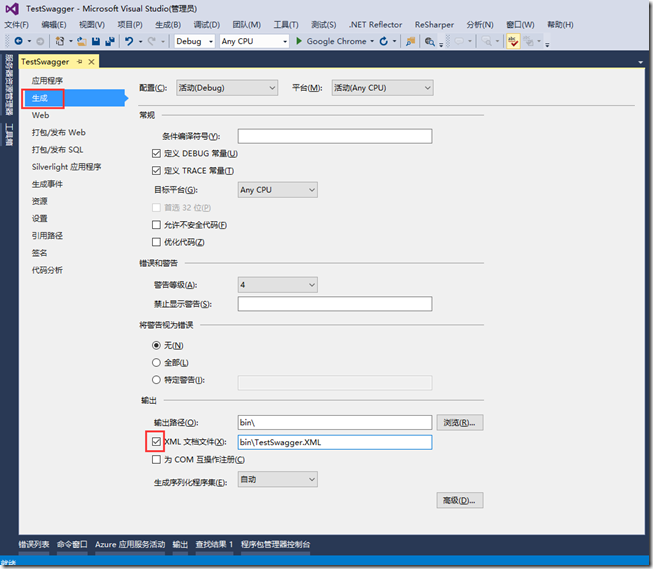 TestSwagger - Microsoft Visual Studio(管理员)
文件(F) 编辑(E) 视图(V) 项目(P) 生成(B) 调试(D) 团队(M) 工具(T) 测试(S) .NET Reflector ReSharper 分析(N) 窗口(W) 帮助(H)
Debug Any CPU Google Chrome
TestSwagger
服务器资源管理器
工具箱
应用程序
生成
Web
打包/发布 Web
打包/发布 SQL
Silverlight 应用程序
生成事件
资源
设置
引用路径
签名
代码分析
配置(C): 活动(Debug) 平台(M): 活动(Any CPU)
常规
条件编译符号(Y):
定义 DEBUG 常量(U)
定义 TRACE 常量(T)
目标平台(G): Any CPU
首选 32 位(P)
允许不安全代码(F)
优化代码(Z)
错误和警告
警告等级(A): 4
禁止显示警告(S):
将警告视为错误
无(N)
全部(L)
特定警告(I):
输出
输出路径(O): bin\ 浏览(R)...
XML 文档文件(X): bin\TestSwagger.XML
为 COM 互操作注册(C)
生成序列化程序集(E): 自动
高级(D)...
错误列表 命令窗口 Azure 应用服务活动 输出 查找结果 1 程序包管理器控制台
就绪